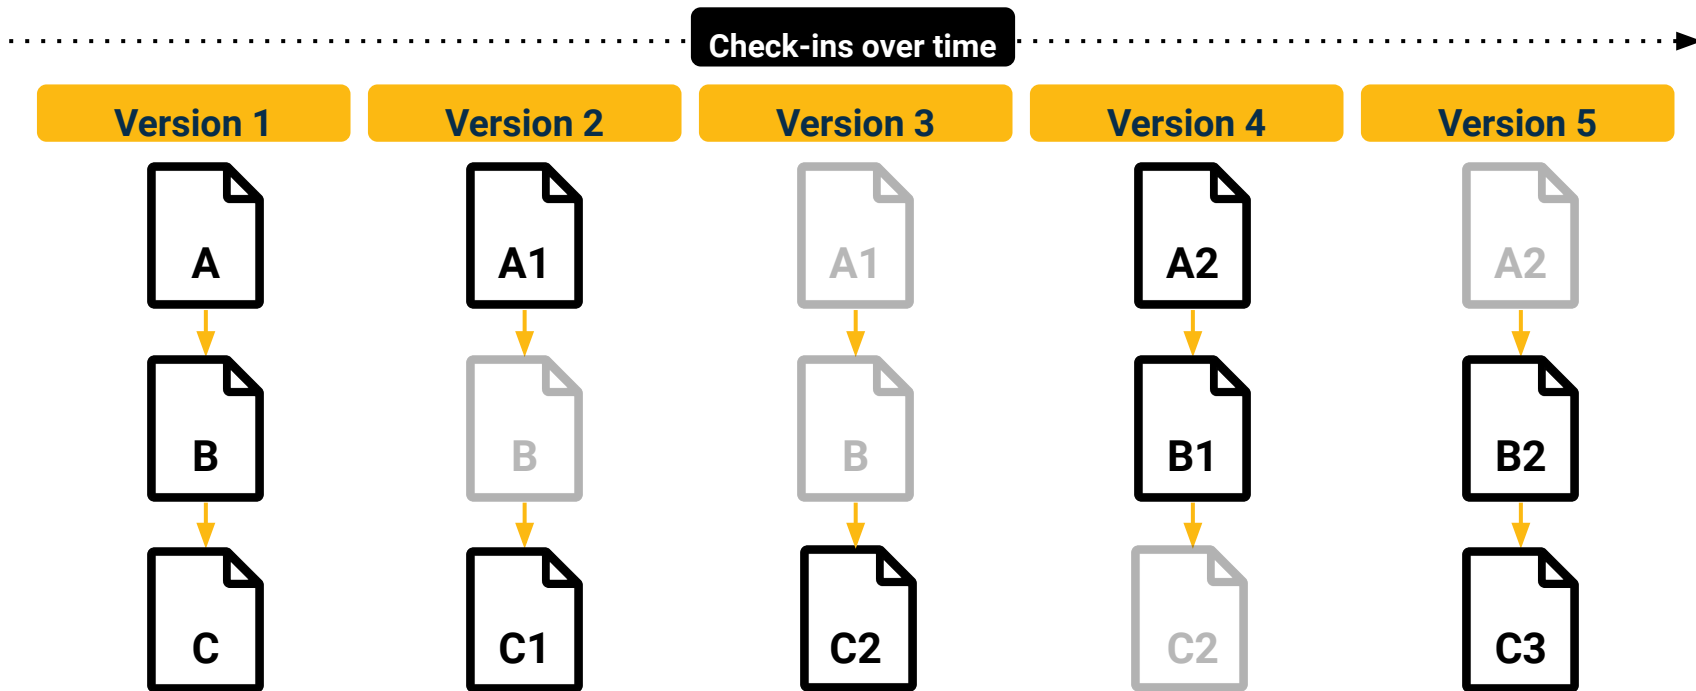 Check-ins over time
Version 1 Version 2 Version 3 Version 4 Version 5
A A1 A1 A2 A2
B B B B1 B2
C C1 C2 C2 C3